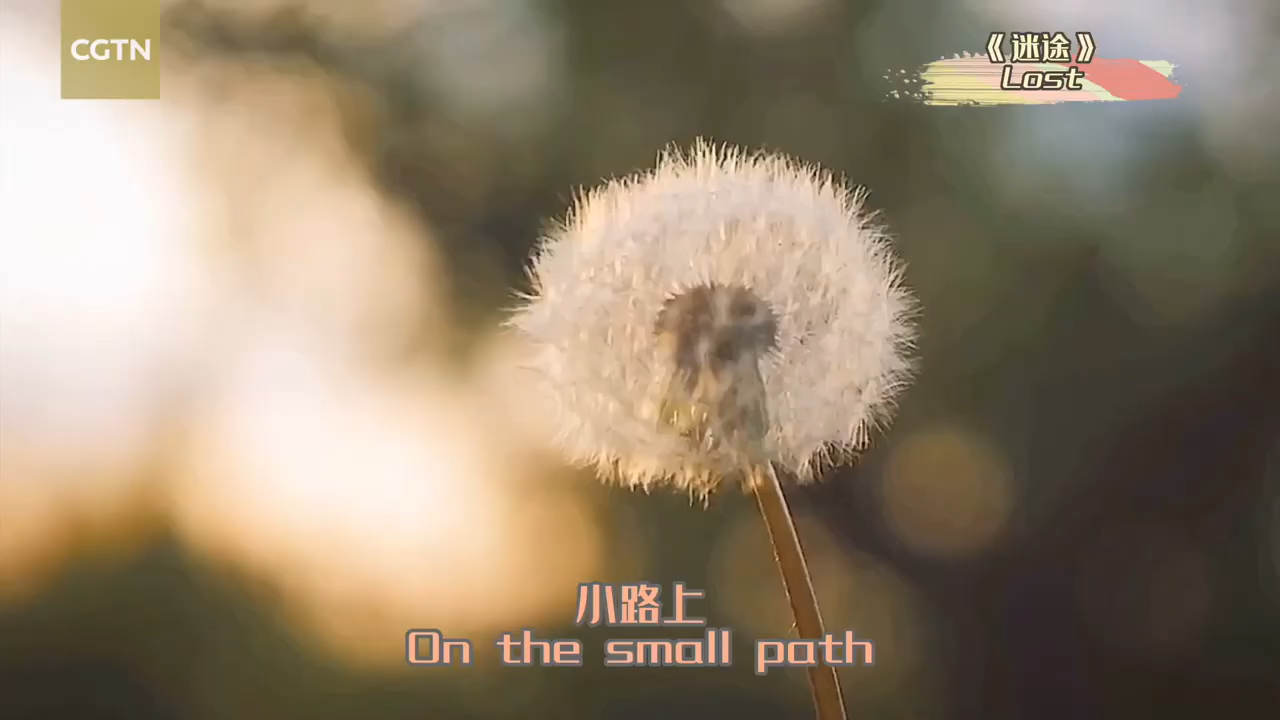 CGTN
《迷途》
Lost
小路上
On the small path